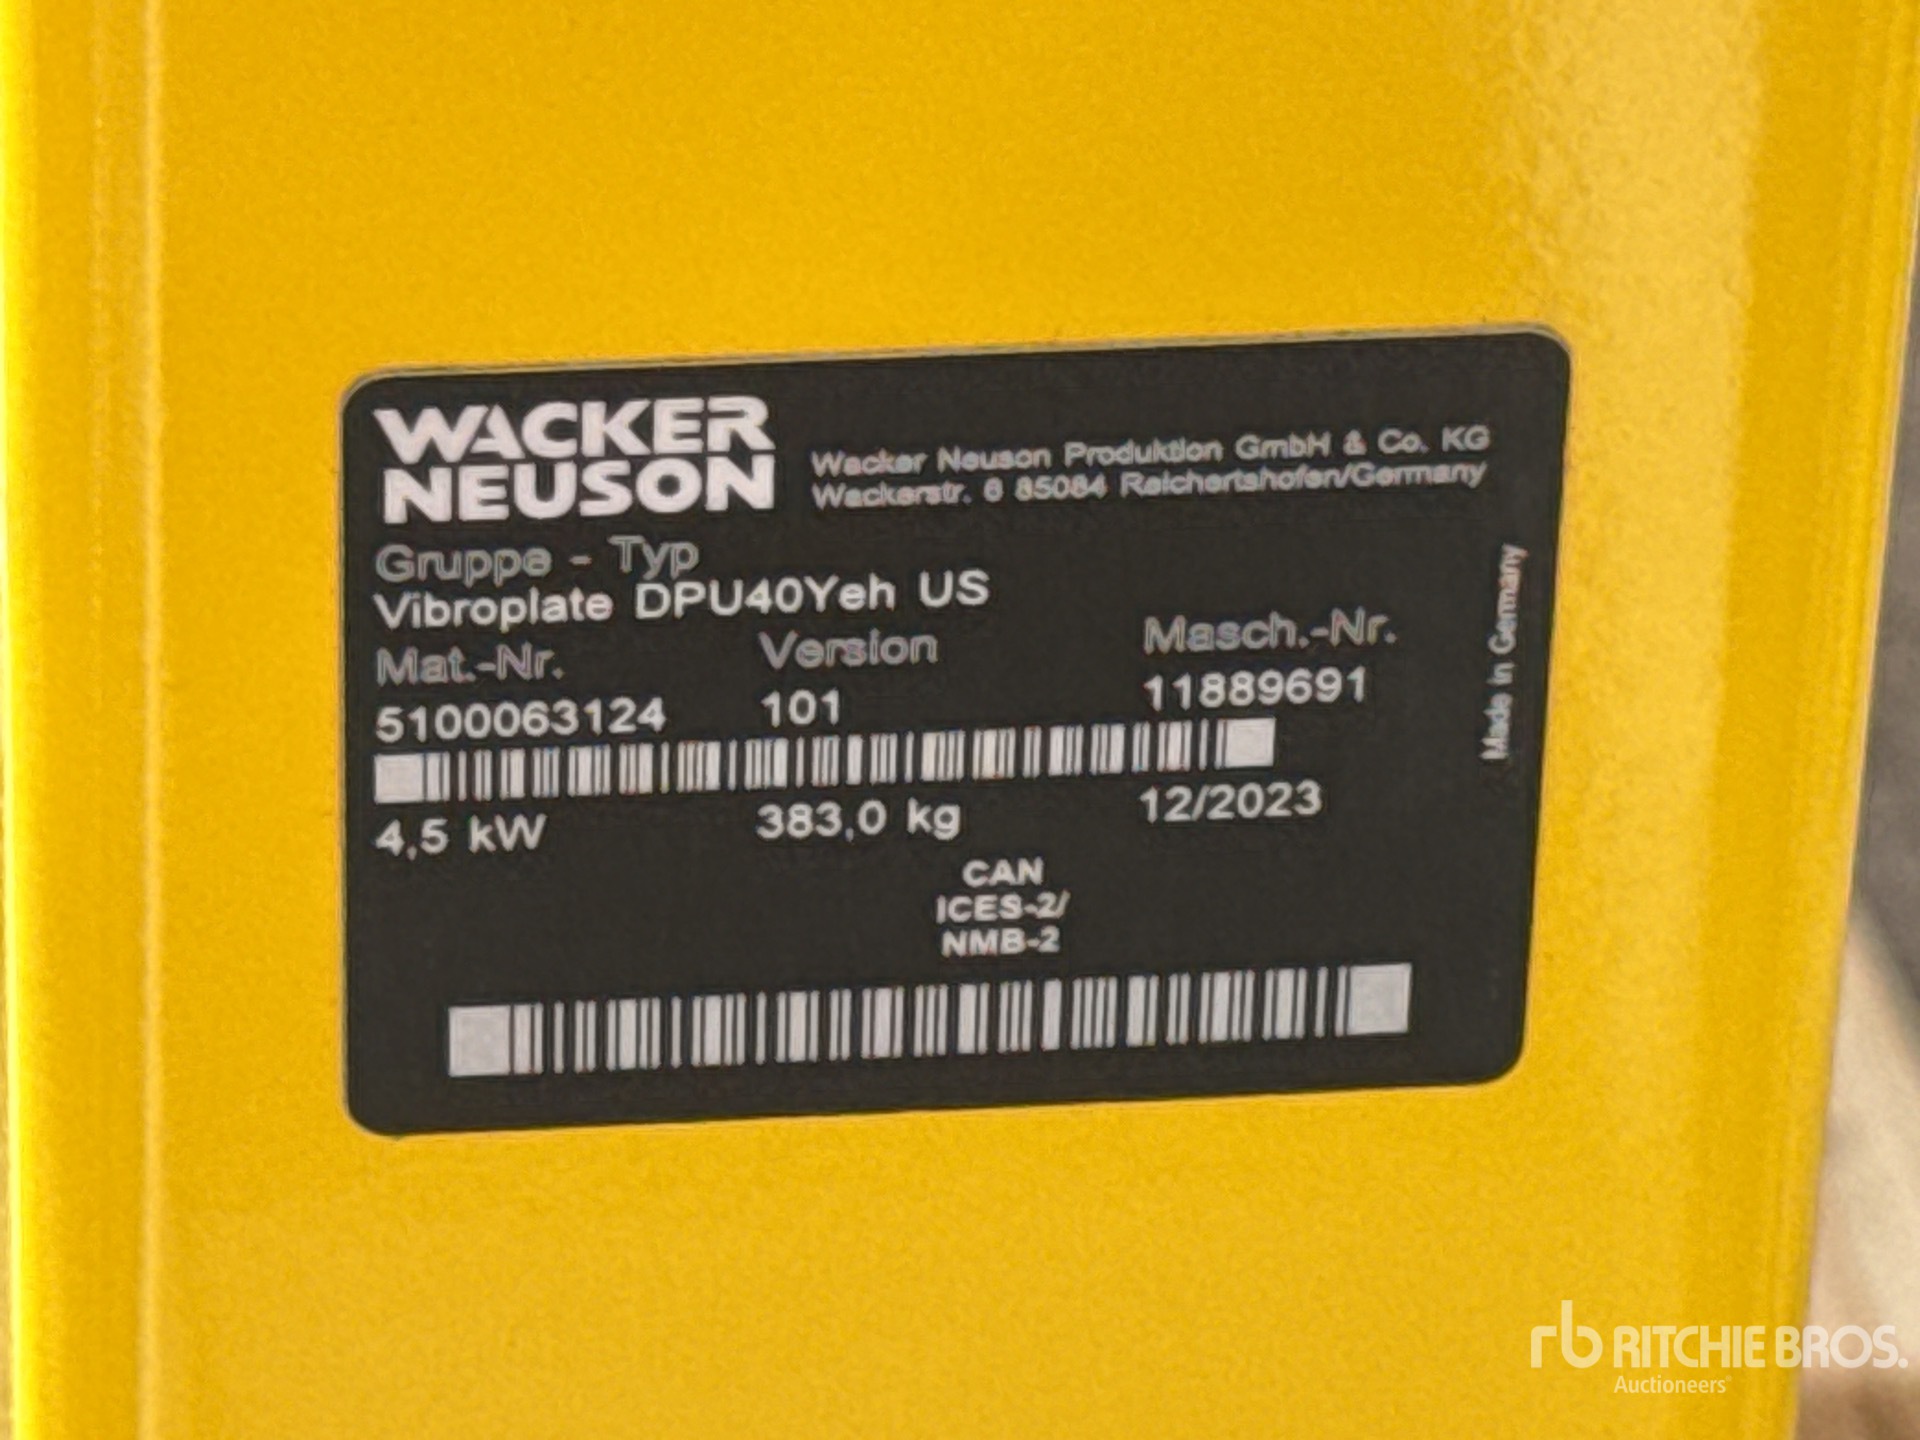 WACKER
NEUSON
Wacker Neuson Produktion GmbH & Co. KG
Wackerstr. 6 85084 Reichertshofen/Germany
Gruppe - Typ
Vibroplate DPU40Yeh US
Mat.-Nr. Version Masch.-Nr.
5100063124 101 11889691
4,5 kW 383,0 kg 12/2023
CAN
ICES-2/
NMB-2
Made in Germany
rb RITCHIE BROS.
Auctioneers